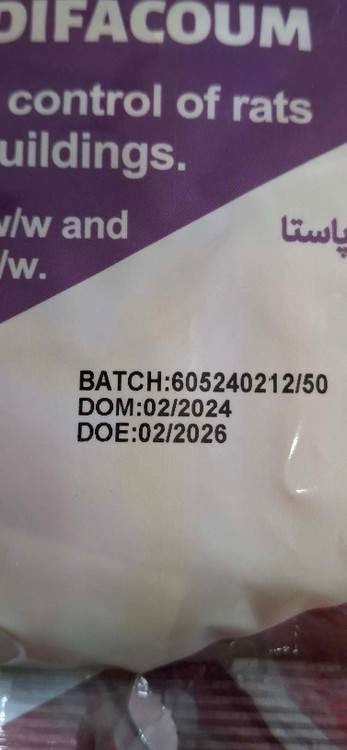 DIFACOUM
control of rats
uildings.
w/w and
/w.
پاستا
BATCH:605240212/50
DOM:02/2024
DOE:02/2026